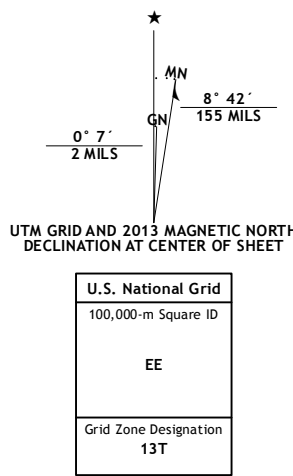 ★
MN
GN
8° 42´
155 MILS
0° 7´
2 MILS
UTM GRID AND 2013 MAGNETIC NORTH
DECLINATION AT CENTER OF SHEET
U.S. National Grid
100,000-m Square ID
EE
Grid Zone Designation
13T